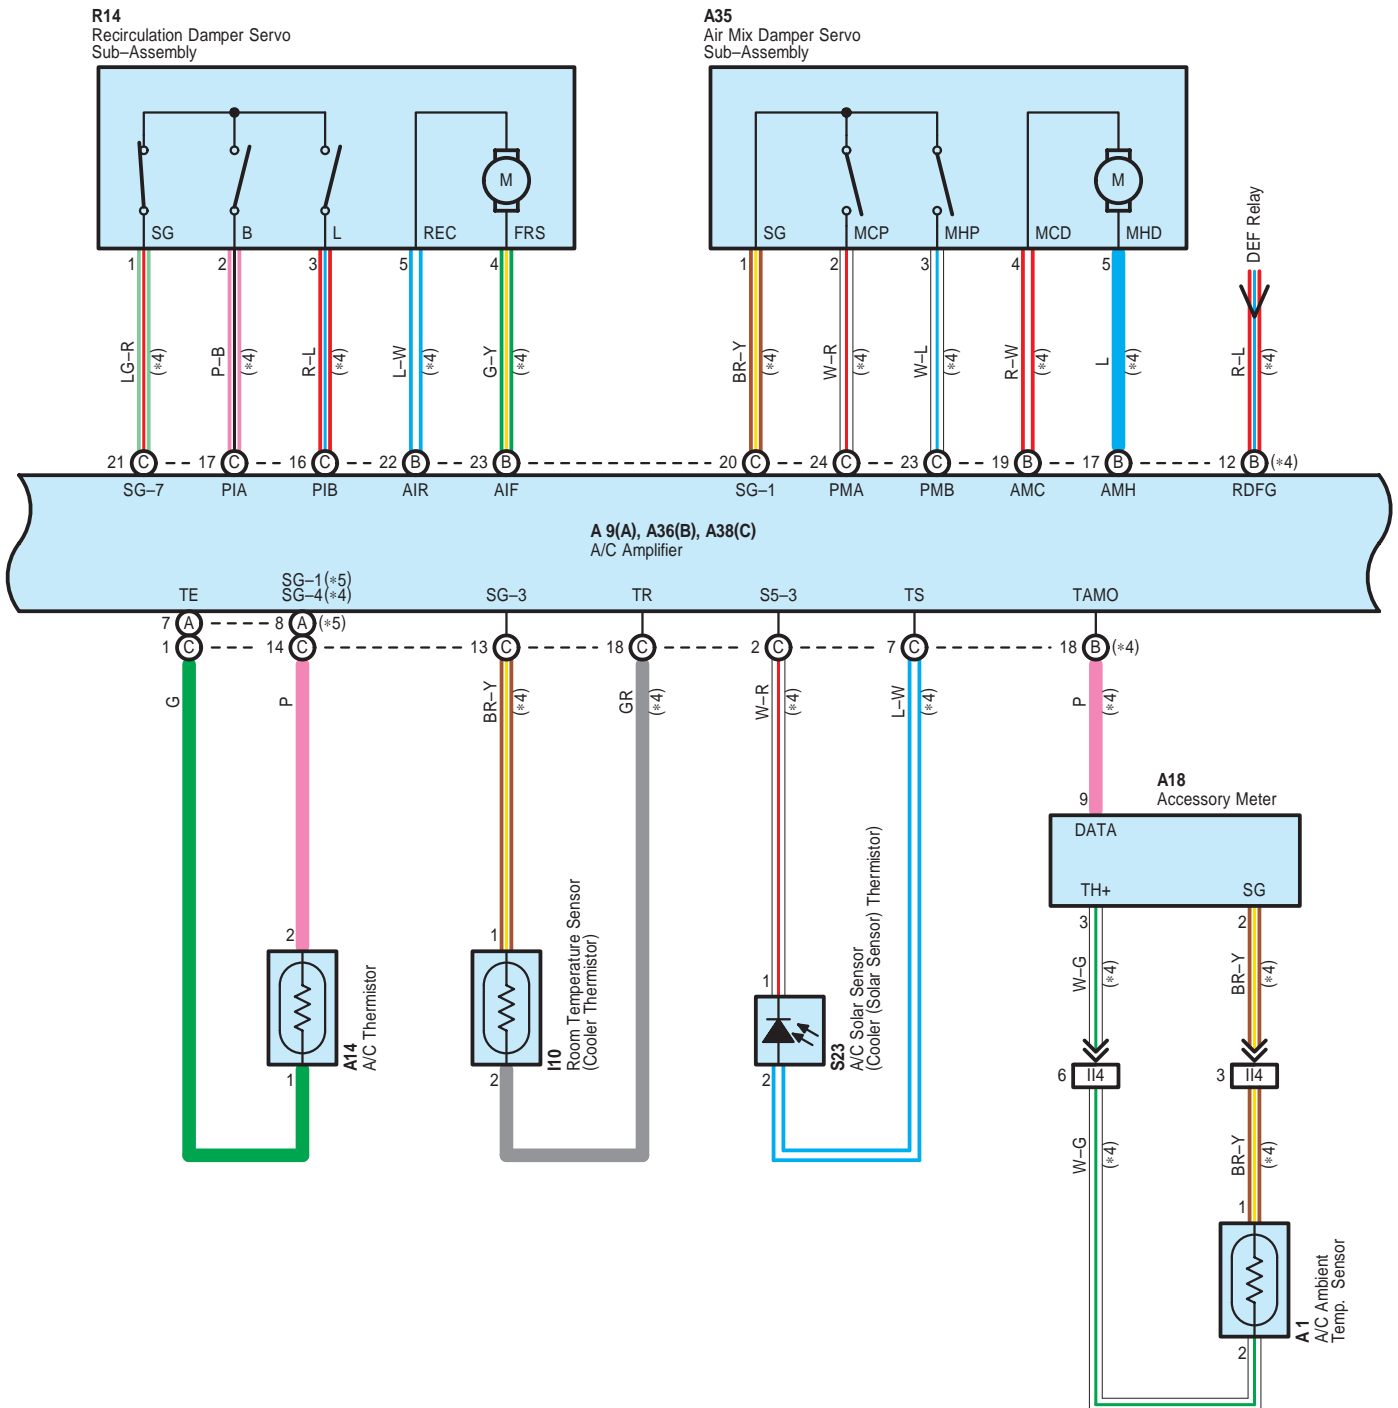 R14
Recirculation Damper Servo
Sub–Assembly
A35
Air Mix Damper Servo
Sub–Assembly
M
M
SG B L REC FRS
SG MCP MHP MCD MHD
DEF Relay
1 2 3 5 4
1 2 3 4 5
LG–R (*4)
P–B (*4)
R–L (*4)
L–W (*4)
G–Y (*4)
BR–Y (*4)
W–R (*4)
W–L (*4)
R–W (*4)
L (*4)
R–L (*4)
21 C 17 C 16 C 22 B 23 B 20 C 24 C 23 C 19 B 17 B 12 B (*4)
SG–7 PIA PIB AIR AIF SG–1 PMA PMB AMC AMH RDFG
A 9(A), A36(B), A38(C)
A/C Amplifier
SG–1(*5)
TE SG–4(*4) SG–3 TR S5–3 TS TAMO
7 A 8 A (*5)
1 C 14 C 13 C 18 C 2 C 7 C 18 B (*4)
G
P
BR–Y (*4)
GR (*4)
W–R (*4)
L–W (*4)
P (*4)
A18
Accessory Meter
9
DATA
TH+ SG
3 2
W–G (*4)
BR–Y (*4)
2
1
A14
A/C Thermistor
1
2
I10
Room Temperature Sensor
(Cooler Thermistor)
1
2
S23
A/C Solar Sensor
(Cooler (Solar Sensor) Thermistor)
6 II4 3 II4
W–G (*4)
BR–Y (*4)
1
2
A 1
A/C Ambient
Temp. Sensor